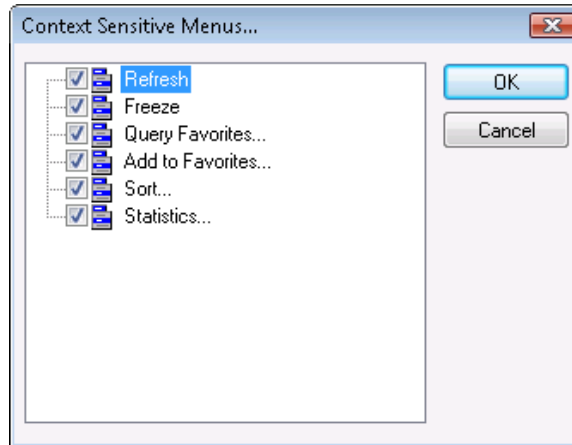 Context Sensitive Menus...
Refresh
Freeze
Query Favorites...
Add to Favorites...
Sort...
Statistics...
OK
Cancel